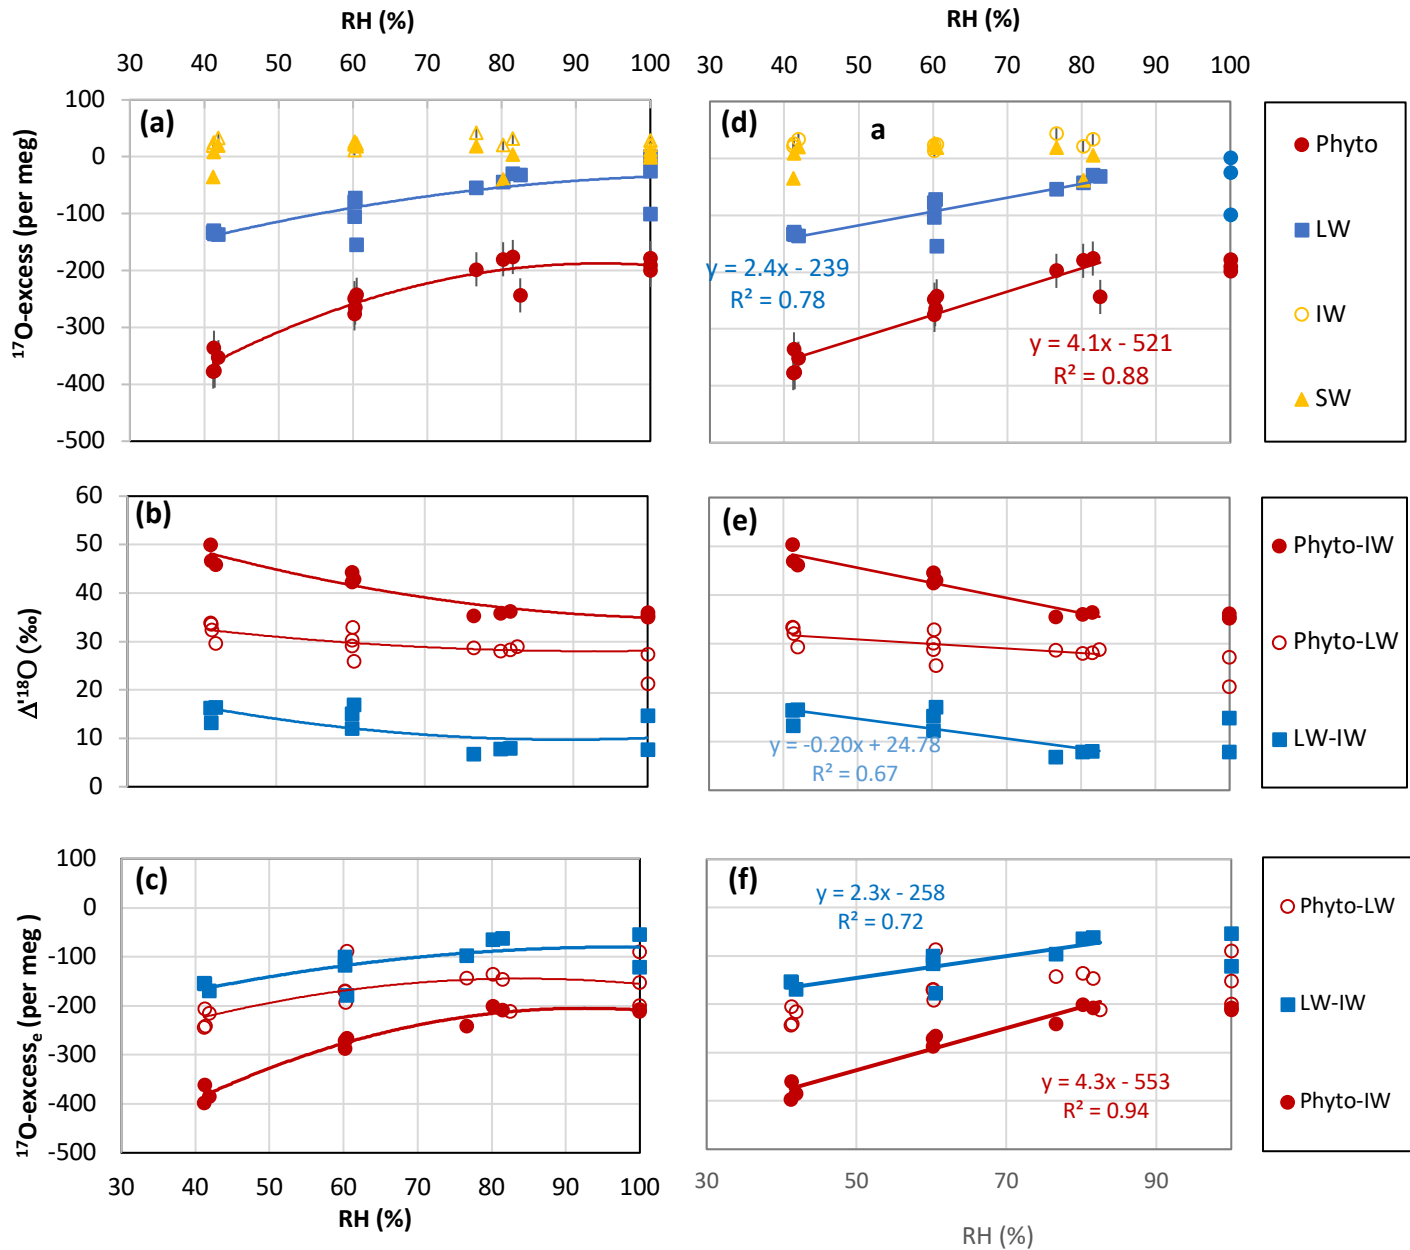 RH (%)
RH (%)
30 40 50 60 70 80 90 100
30 40 50 60 70 80 90 100
100
0
-100
-200
-300
-400
-500
¹⁷O-excess (per meg)
(a)
(d)
a
y = 2.4x - 239
R² = 0.78
y = 4.1x - 521
R² = 0.88
Phyto
LW
IW
SW
60
50
40
30
20
10
0
Δ'¹⁸O (‰)
(b)
(e)
y = -0.20x + 24.78
R² = 0.67
Phyto-IW
Phyto-LW
LW-IW
100
0
-100
-200
-300
-400
-500
¹⁷O-excessₑ (per meg )
(c)
(f)
y = 2.3x - 258
R² = 0.72
y = 4.3x - 553
R² = 0.94
Phyto-LW
LW-IW
Phyto-IW
30 40 50 60 70 80 90 100
30 50 70 90
RH (%)
RH (%)